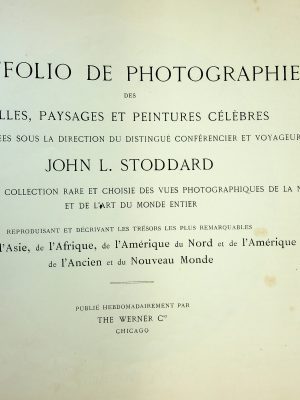 FOLIO DE PHOTOGRAPHIE
DES
LLES, PAYSAGES ET PEINTURES CÉLÈBRES
ÉES SOUS LA DIRECTION DU DISTINGUÉ CONFÉRENCIER ET VOYAGEUR
JOHN L. STODDARD
COLLECTION RARE ET CHOISIE DES VUES PHOTOGRAPHIQUES DE LA N
ET DE L'ART DU MONDE ENTIER
REPRODUISANT ET DÉCRIVANT LES TRÉSORS LES PLUS REMARQUABLES
l'Asie, de l'Afrique, de l'Amérique du Nord et de l'Amérique
de l'Ancien et du Nouveau Monde
PUBLIÉ HEBDOMADAIREMENT PAR
THE WERNER Co
CHICAGO